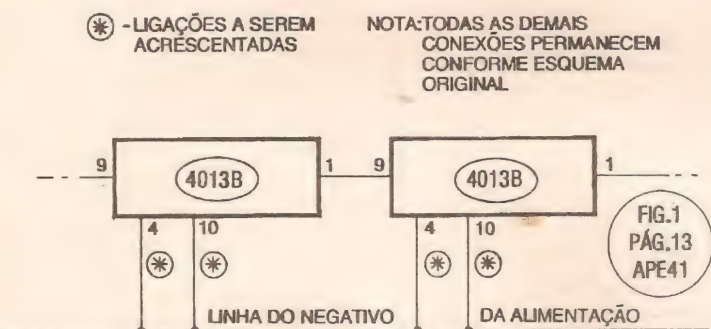 ✱ -LIGAÇÕES A SEREM
ACRESCENTADAS
NOTA:TODAS AS DEMAIS
CONEXÕES PERMANECEM
CONFORME ESQUEMA
ORIGINAL
9 4013B 1 9 4013B 1
4 10 4 10
✱ ✱ ✱ ✱
FIG.1
PÁG.13
APE41
LINHA DO NEGATIVO DA ALIMENTAÇÃO